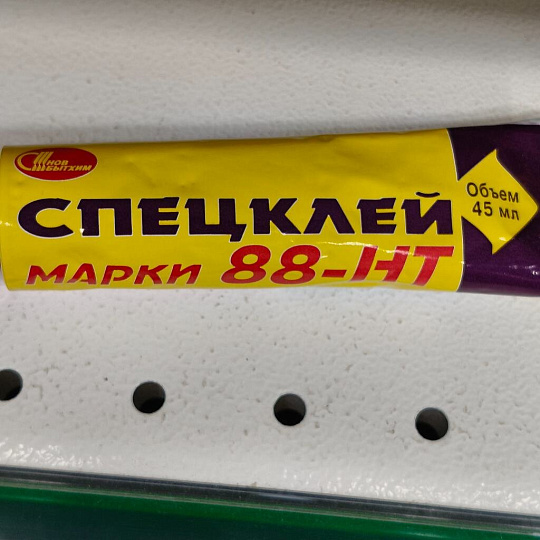 НОВ
БЫТХИМ
СПЕЦКЛЕЙ
МАРКИ 88-НТ
Объем
45 мл